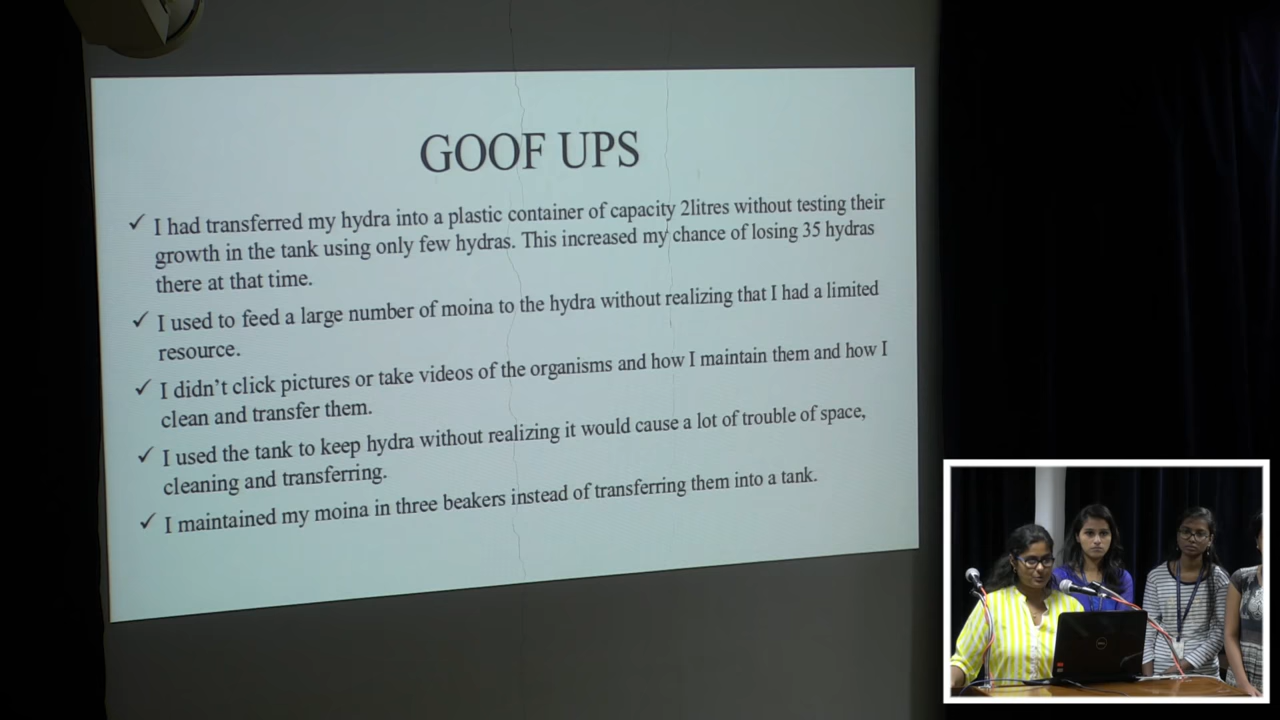 GOOF UPS
✓ I had transferred my hydra into a plastic container of capacity 2litres without testing their
growth in the tank using only few hydras. This increased my chance of losing 35 hydras
there at that time.
✓ I used to feed a large number of moina to the hydra without realizing that I had a limited
resource.
✓ I didn't click pictures or take videos of the organisms and how I maintain them and how I
clean and transfer them.
✓ I used the tank to keep hydra without realizing it would cause a lot of trouble of space,
cleaning and transferring.
✓ I maintained my moina in three beakers instead of transferring them into a tank.